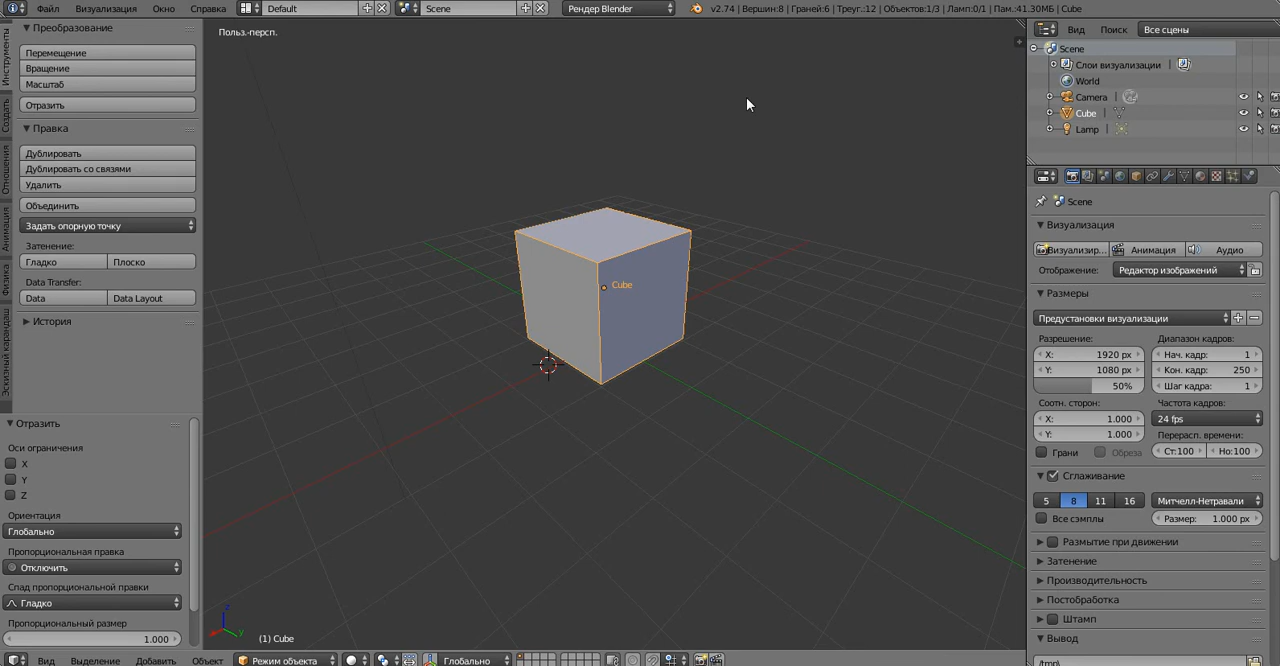 Файл Визуализация Окно Справка Default Scene Рендер Blender v2.74 | Вершин:8 | Граней:6 | Треуг.:12 | Объектов:1/3 | Ламп:0/1 | Пам.:41.30МБ | Cube
Инструменты
Создать
Отношения
Анимация
Физика
Эскизный карандаш
Преобразование
Перемещение
Вращение
Масштаб
Отразить
Правка
Дублировать
Дублировать со связями
Удалить
Объединить
Задать опорную точку
Затенение:
Гладко Плоско
Data Transfer:
Data Data Layout
История
Отразить
Оси ограничения
X
Y
Z
Ориентация
Глобально
Пропорциональная правка
Отключить
Спад пропорциональной правки
Гладко
Пропорциональный размер
1.000
Польз.-персп.
Cube
z
y
(1) Cube
Вид Выделение Добавить Объект Режим объекта Глобально
Вид Поиск Все сцены
Scene
Слои визуализации
World
Camera
Cube
Lamp
Scene
Визуализация
Визуализир... Анимация Аудио
Отображение: Редактор изображений
Размеры
Предустановки визуализации
Разрешение: Диапазон кадров:
X: 1920 px Нач. кадр: 1
Y: 1080 px Кон. кадр: 250
50% Шаг кадра: 1
Соотн. сторон: Частота кадров:
X: 1.000 24 fps
Y: 1.000 Перерасп. времени:
Грани Обреза Ст:100 Но:100
Сглаживание
5 8 11 16 Митчелл-Нетравали
Все сэмплы Размер: 1.000 px
Размытие при движении
Затенение
Производительность
Постобработка
Штамп
Вывод
/tmp\